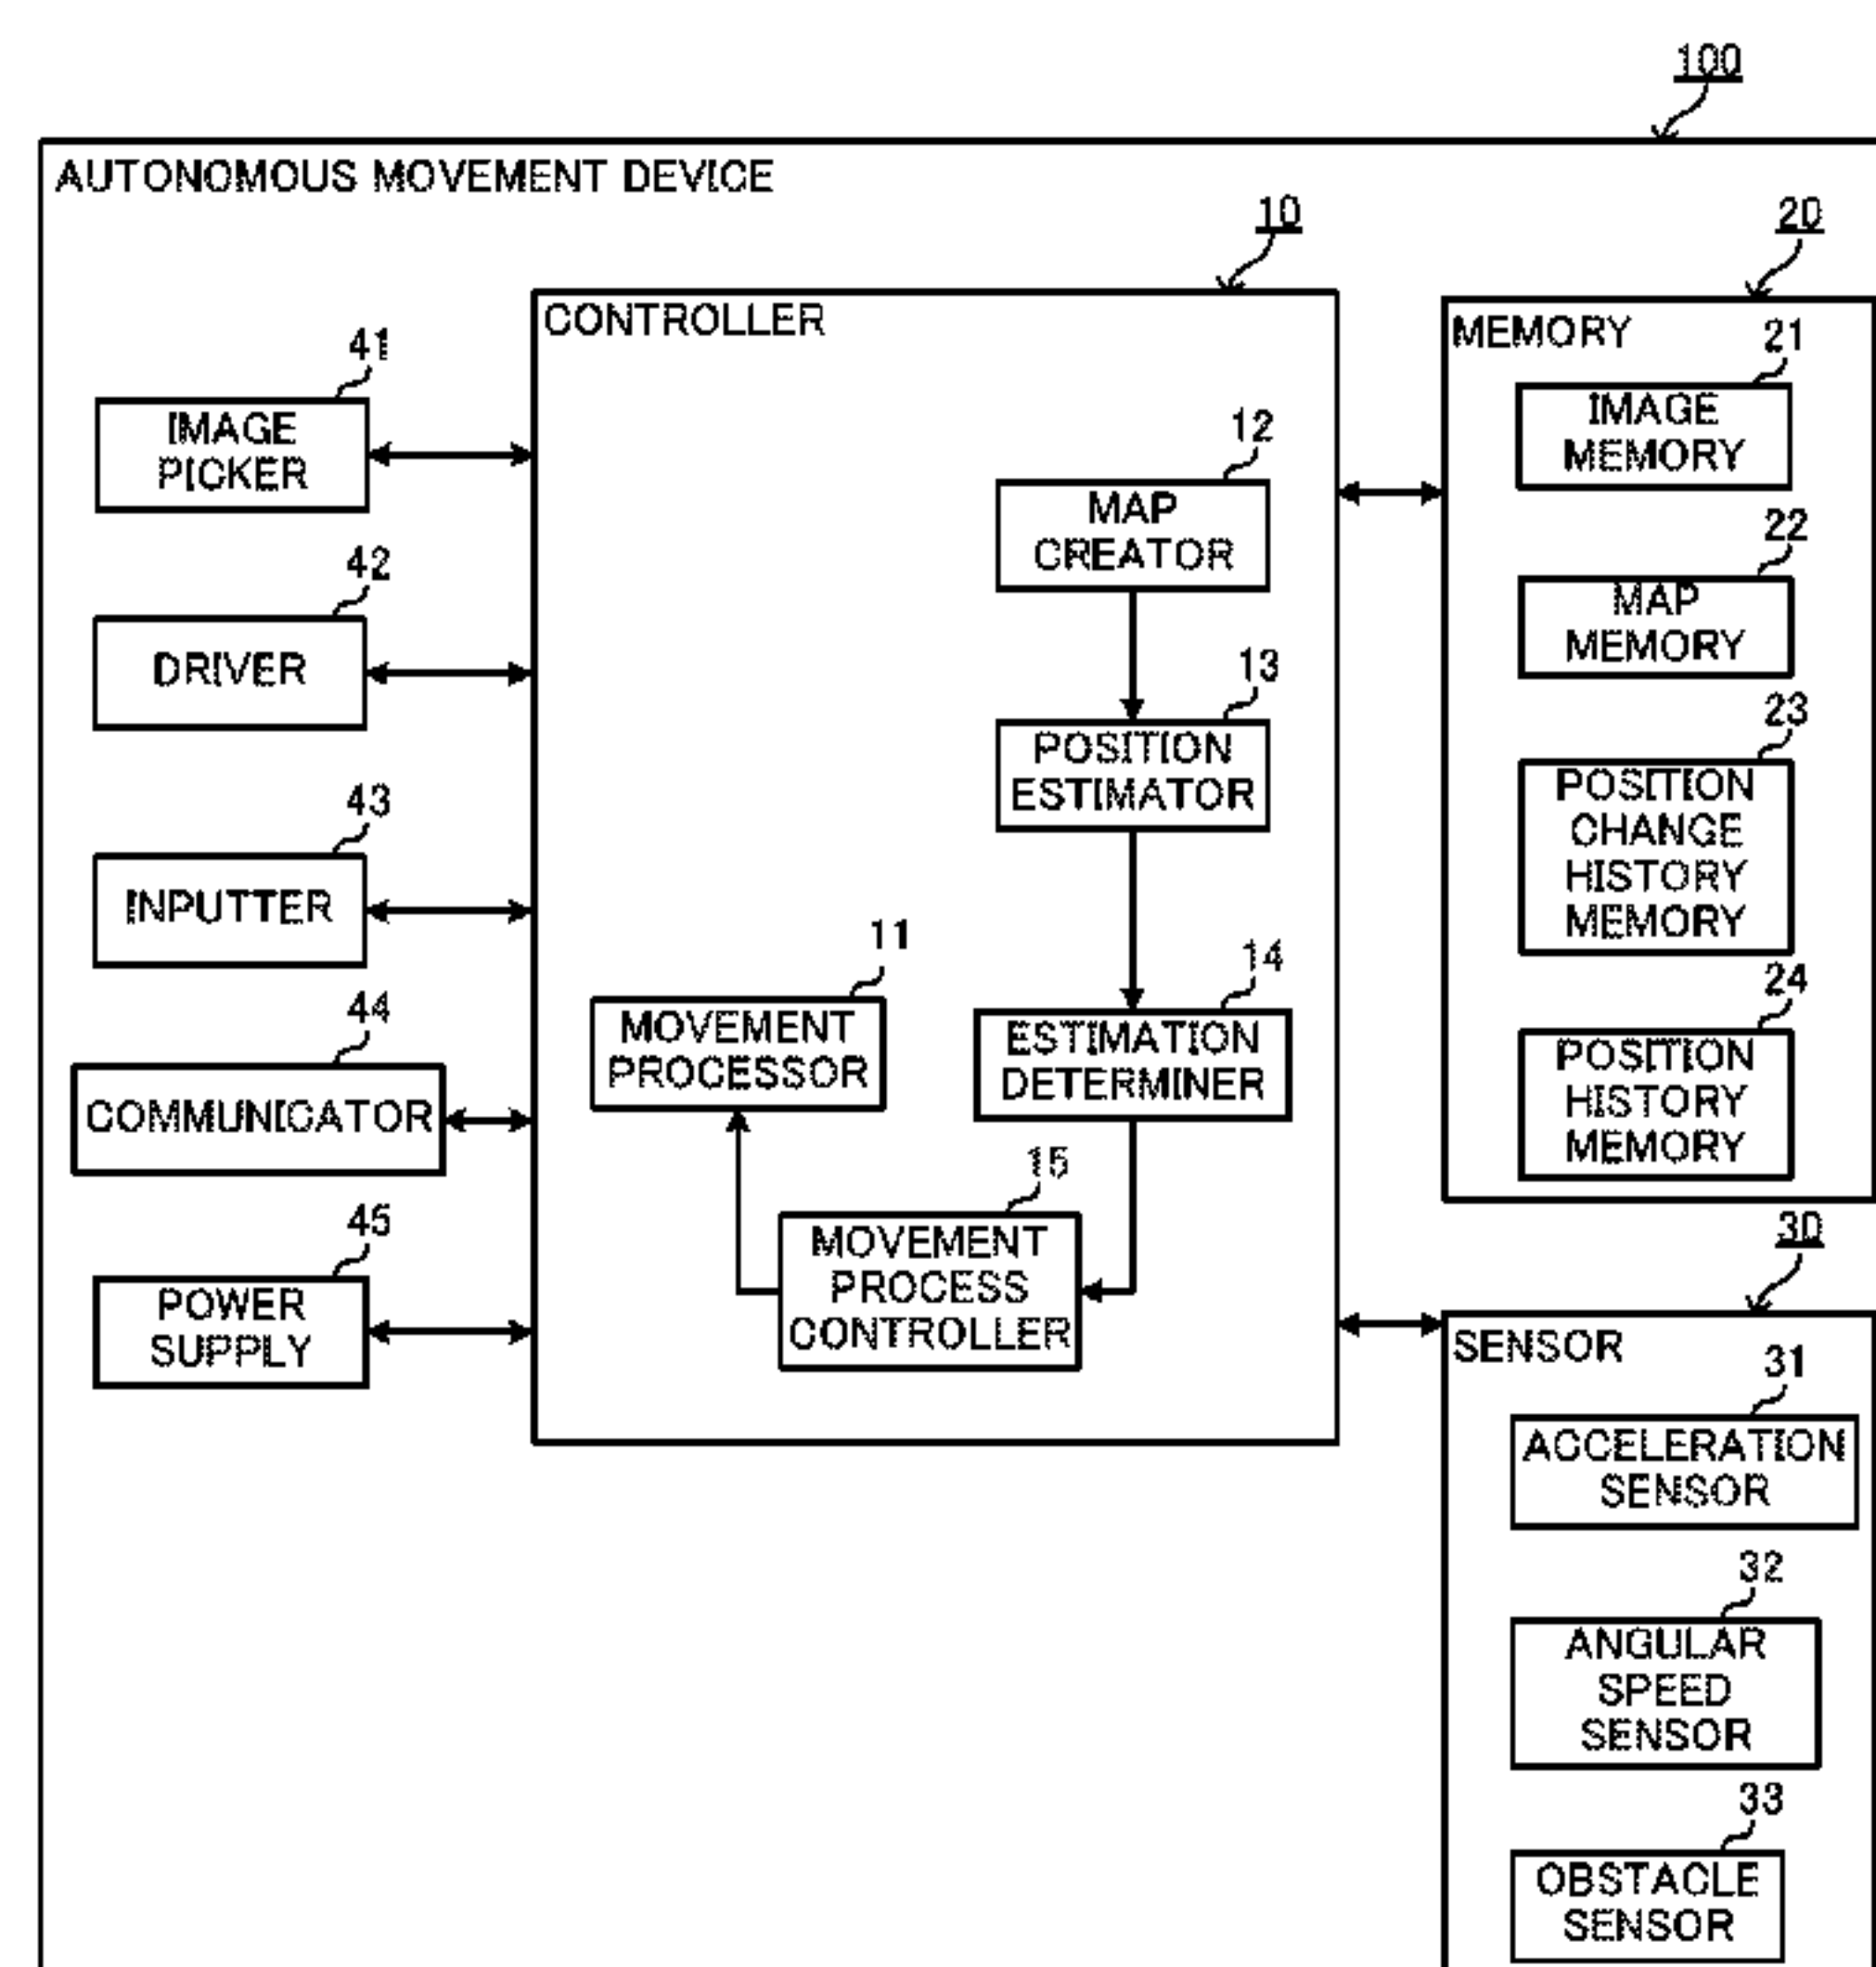 100
AUTONOMOUS MOVEMENT DEVICE
10
CONTROLLER
41
IMAGE
PICKER
42
DRIVER
43
INPUTTER
44
COMMUNICATOR
45
POWER
SUPPLY
12
MAP
CREATOR
13
POSITION
ESTIMATOR
14
ESTIMATION
DETERMINER
11
MOVEMENT
PROCESSOR
15
MOVEMENT
PROCESS
CONTROLLER
20
MEMORY
21
IMAGE
MEMORY
22
MAP
MEMORY
23
POSITION
CHANGE
HISTORY
MEMORY
24
POSITION
HISTORY
MEMORY
30
SENSOR
31
ACCELERATION
SENSOR
32
ANGULAR
SPEED
SENSOR
33
OBSTACLE
SENSOR